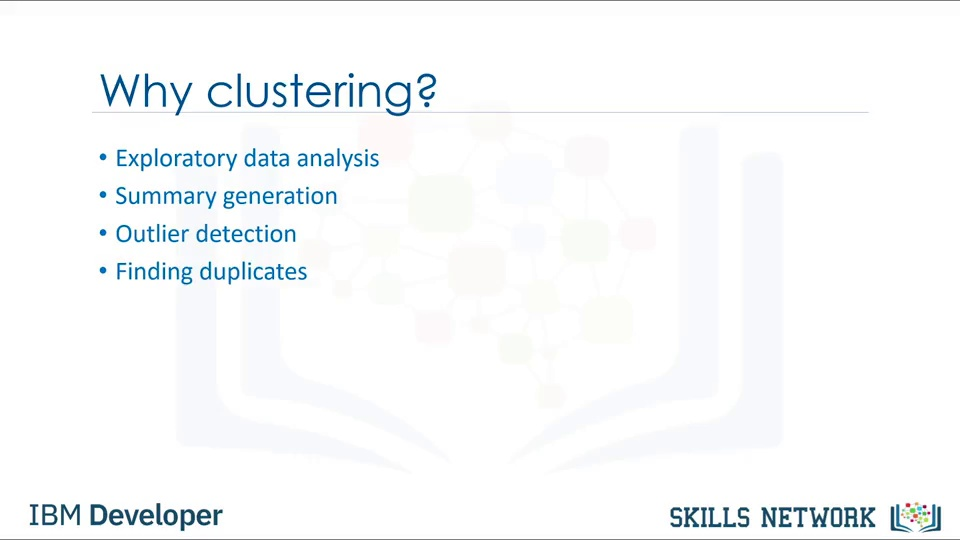 Why clustering?
• Exploratory data analysis
• Summary generation
• Outlier detection
• Finding duplicates
IBM Developer
SKILLS NETWORK